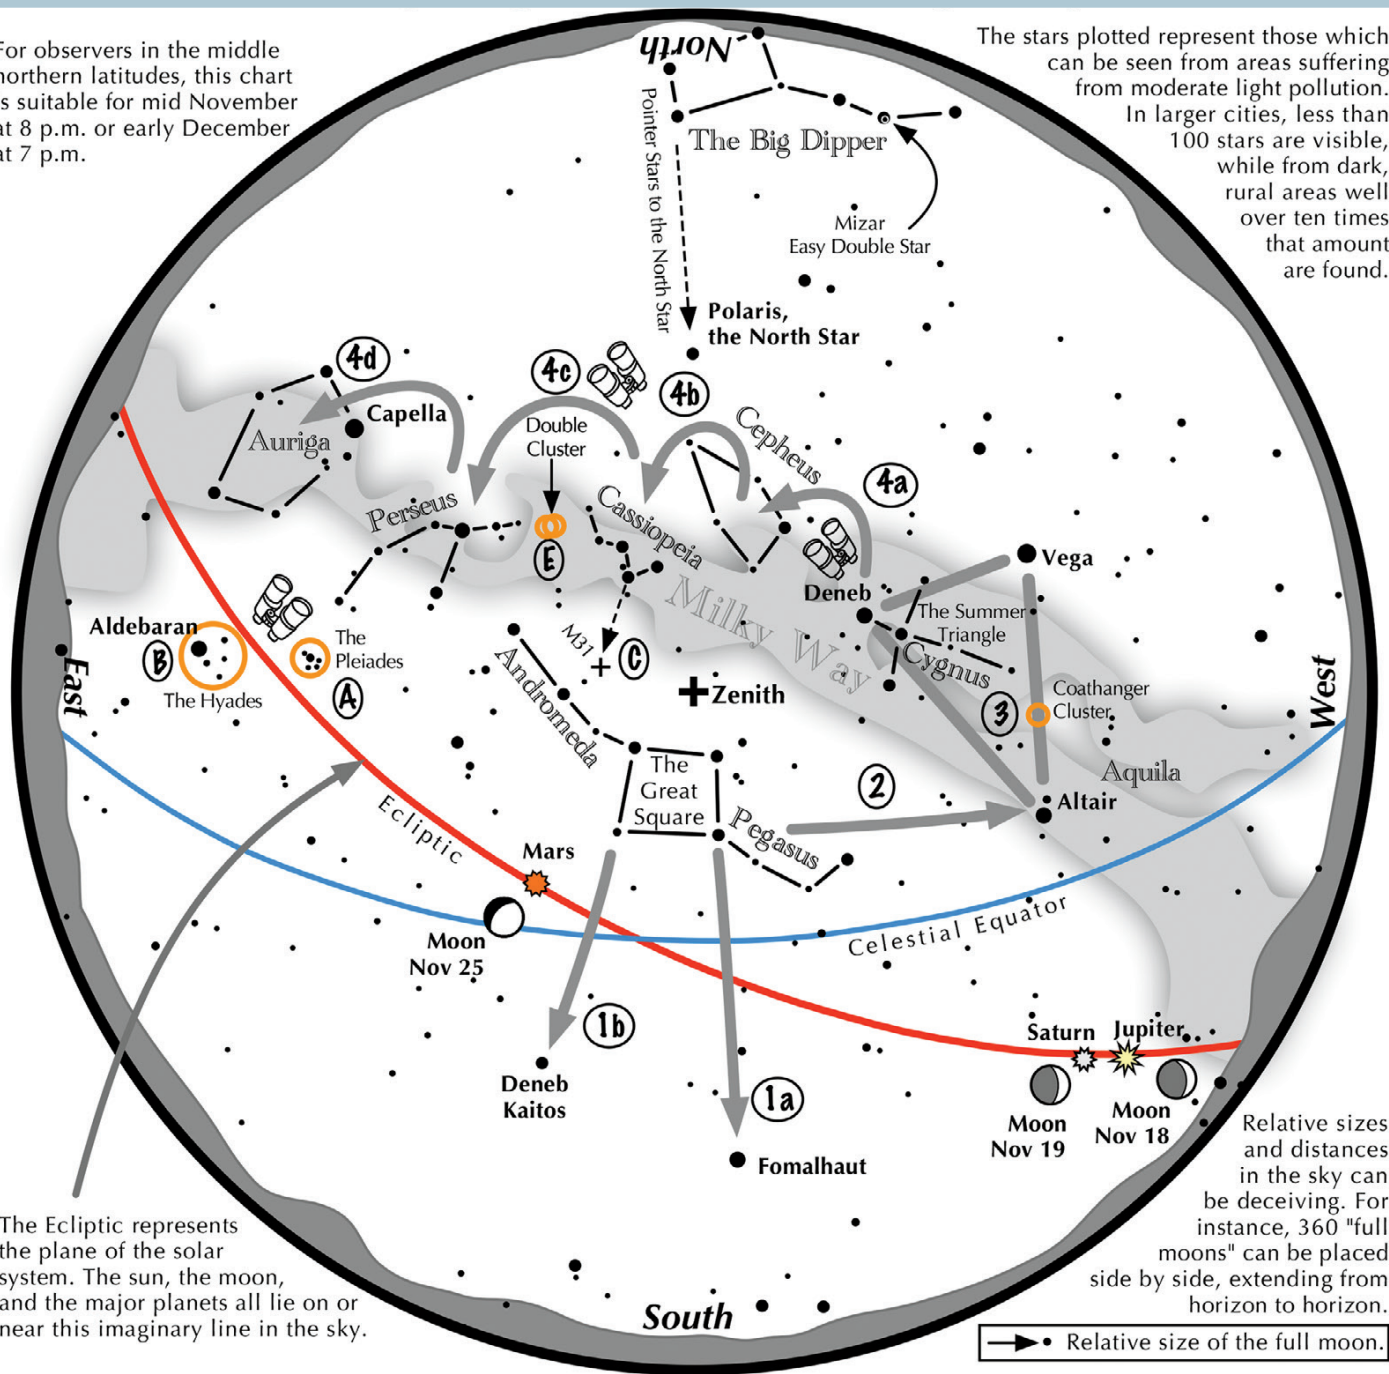 For observers in the middle
northern latitudes, this chart
is suitable for mid November
at 8 p.m. or early December
at 7 p.m.
The stars plotted represent those which
can be seen from areas suffering
from moderate light pollution.
In larger cities, less than
100 stars are visible,
while from dark,
rural areas well
over ten times
that amount
are found.
North
Pointer Stars to the North Star
The Big Dipper
Mizar
Easy Double Star
Polaris,
the North Star
4d
4c
4b
Capella
Auriga
Double
Cluster
Cepheus
4a
Perseus
Cassiopeia
E
Vega
Milky Way
Deneb
The Summer
Triangle
Cygnus
Aldebaran
B
The Hyades
The
Pleiades
A
M31
C
East
Andromeda
Zenith
3
Coathanger
Cluster
West
Aquila
The
Great
Square
2
Altair
Pegasus
Ecliptic
Mars
Moon
Nov 25
Celestial Equator
1b
Deneb
Kaitos
1a
Fomalhaut
Saturn
Jupiter
Moon
Nov 19
Moon
Nov 18
The Ecliptic represents
the plane of the solar
system. The sun, the moon,
and the major planets all lie on or
near this imaginary line in the sky.
South
Relative sizes
and distances
in the sky can
be deceiving. For
instance, 360 "full
moons" can be placed
side by side, extending from
horizon to horizon.
Relative size of the full moon.